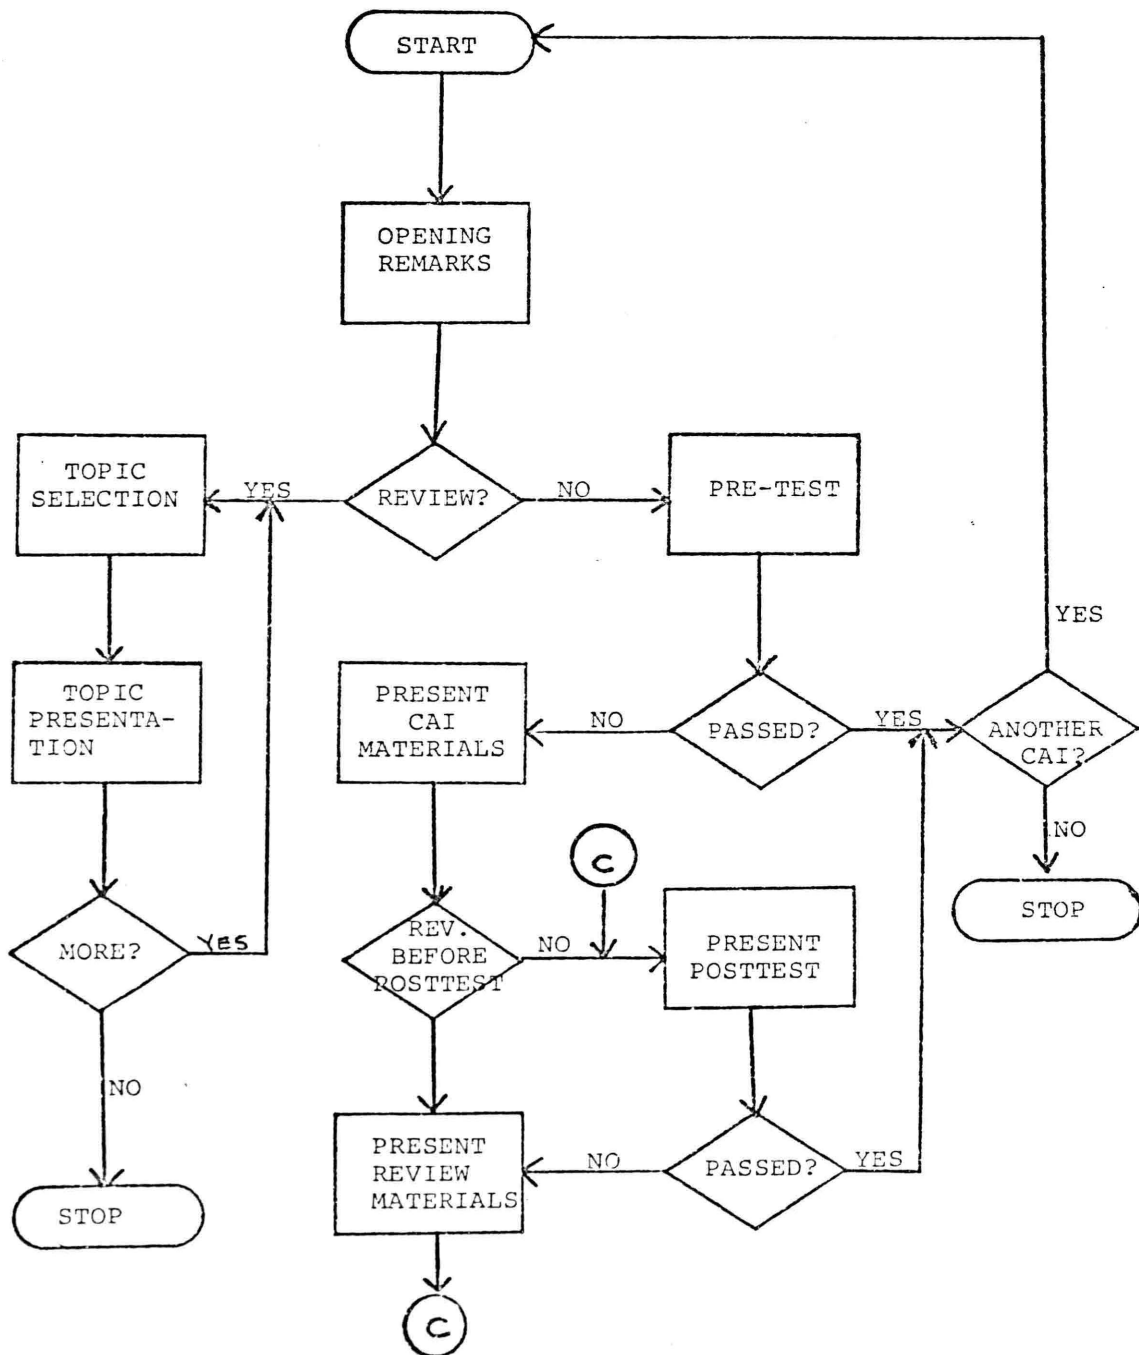 START
OPENING
REMARKS
TOPIC
SELECTION
YES
REVIEW?
NO
PRE-TEST
YES
TOPIC
PRESENTA-
TION
PRESENT
CAI
MATERIALS
NO
PASSED?
YES
ANOTHER
CAI?
NO
C
STOP
MORE?
YES
REV.
BEFORE
POSTTEST
NO
PRESENT
POSTTEST
NO
PRESENT
REVIEW
MATERIALS
NO
PASSED?
YES
STOP
C